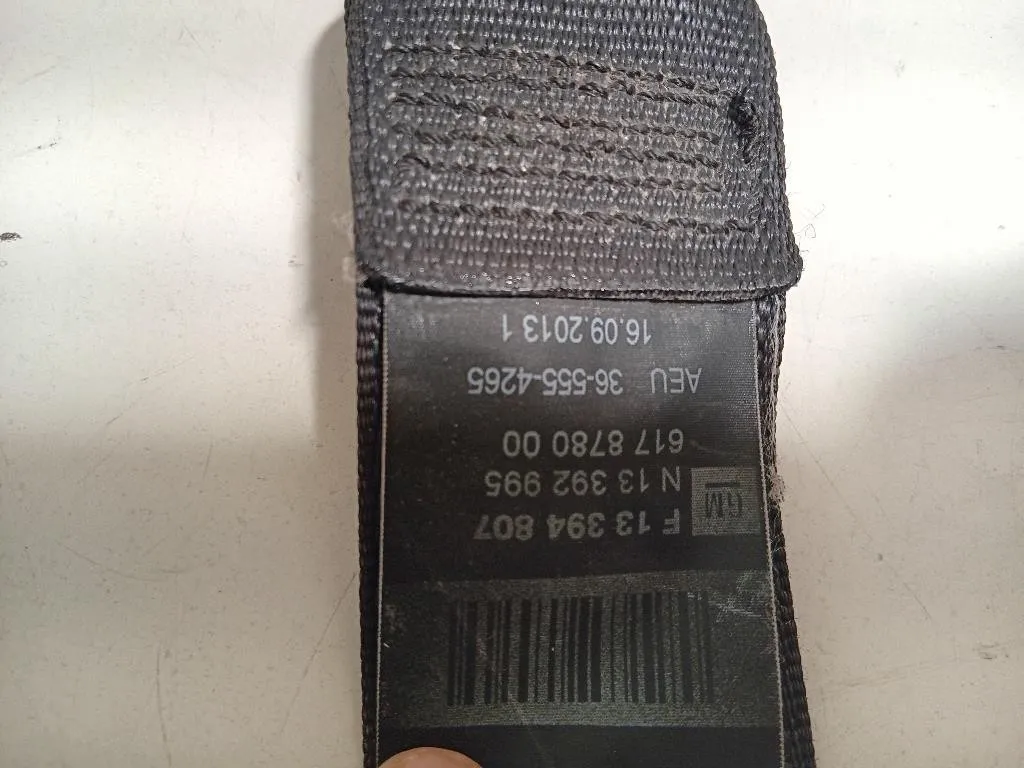 GM
F 13 394 807
N 13 392 995
617 8780 00
AEU 36-555-4265
16.09.2013 1